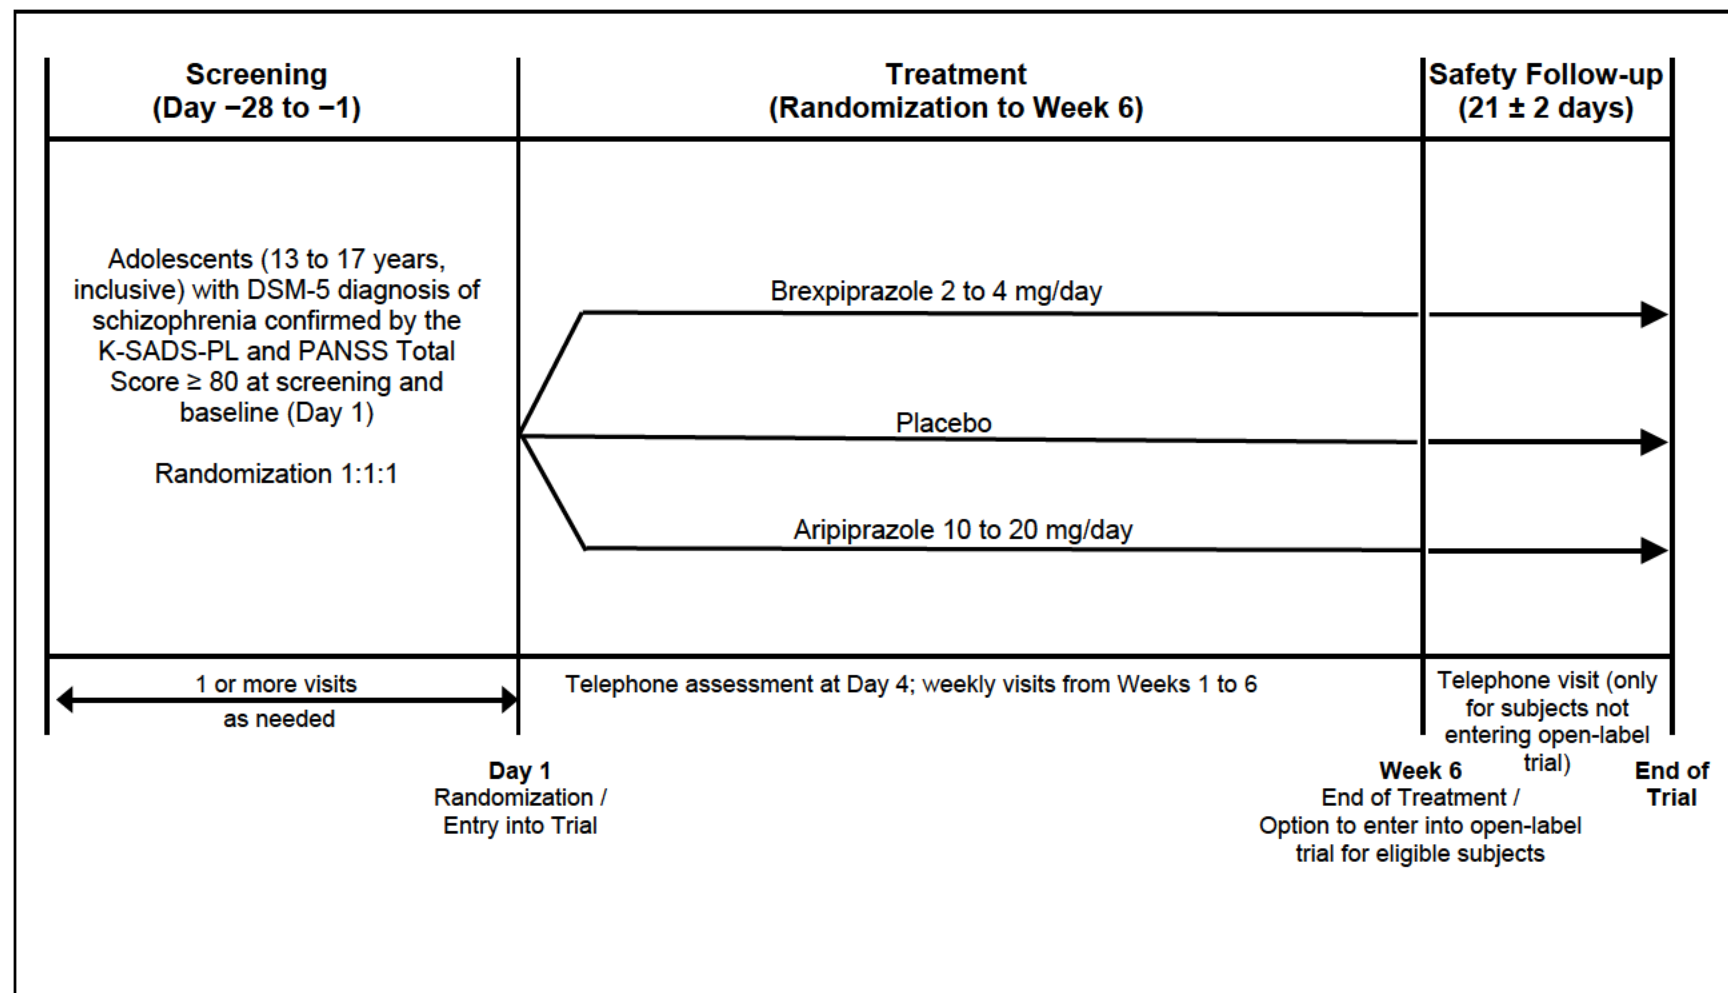 Screening
(Day −28 to −1)
Treatment
(Randomization to Week 6)
Safety Follow-up
(21 ± 2 days)
Adolescents (13 to 17 years,
inclusive) with DSM-5 diagnosis of
schizophrenia confirmed by the
K-SADS-PL and PANSS Total
Score ≥ 80 at screening and
baseline (Day 1)
Randomization 1:1:1
Brexpiprazole 2 to 4 mg/day
Placebo
Aripiprazole 10 to 20 mg/day
1 or more visits
as needed
Telephone assessment at Day 4; weekly visits from Weeks 1 to 6
Telephone visit (only
for subjects not
entering open-label
trial)
Day 1
Randomization /
Entry into Trial
Week 6
End of Treatment /
Option to enter into open-label
trial for eligible subjects
End of
Trial